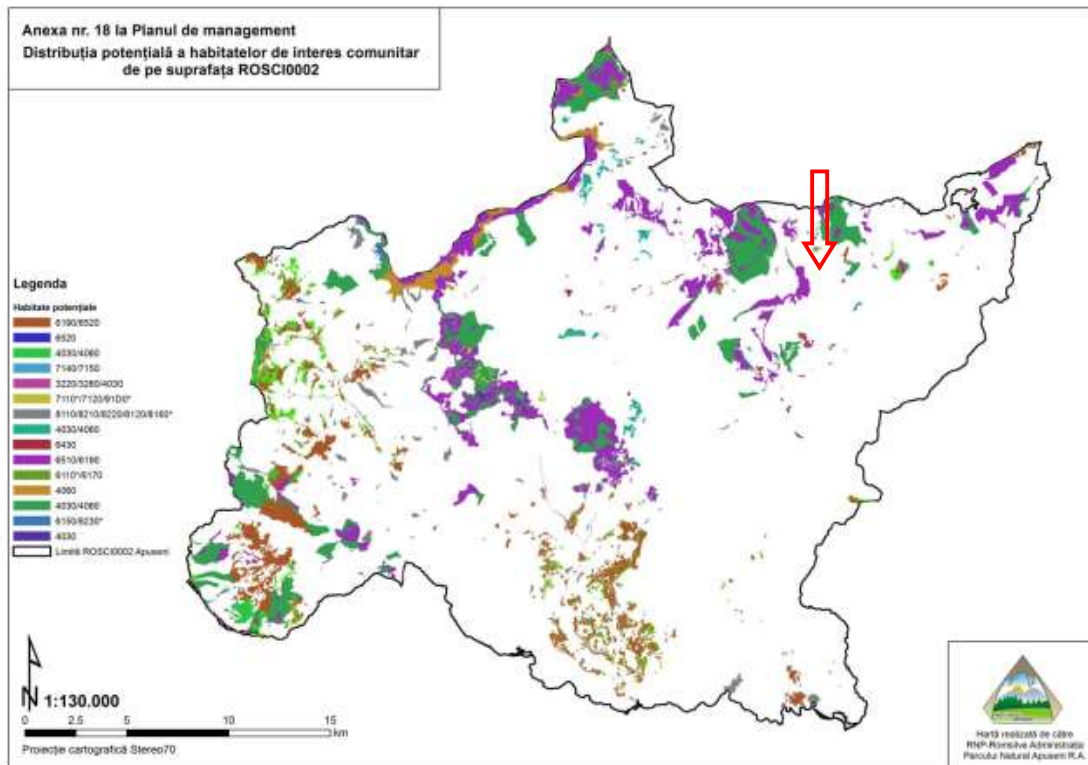 Anexa nr. 18 la Planul de management
Distribuția potențială a habitatelor de interes comunitar
de pe suprafața ROSCI0002
Legenda
Habitate potențiale
6190/6520
6520
4030/4060
7140/7150
3220/3260/4030
7110*/7120/91D0*
8110/8210/8220/8120/8160*
4030/4060
6430
6510/6190
6110*/6170
4060
4030/4060
6150/6230*
4030
Limită ROSCI0002 Apuseni
N
1:130.000
0 2.5 5 10 15
km
Proiecție cartografică Stereo70
Hartă realizată de către
RNP-Romsilva Administrația
Parcului Natural Apuseni R.A.